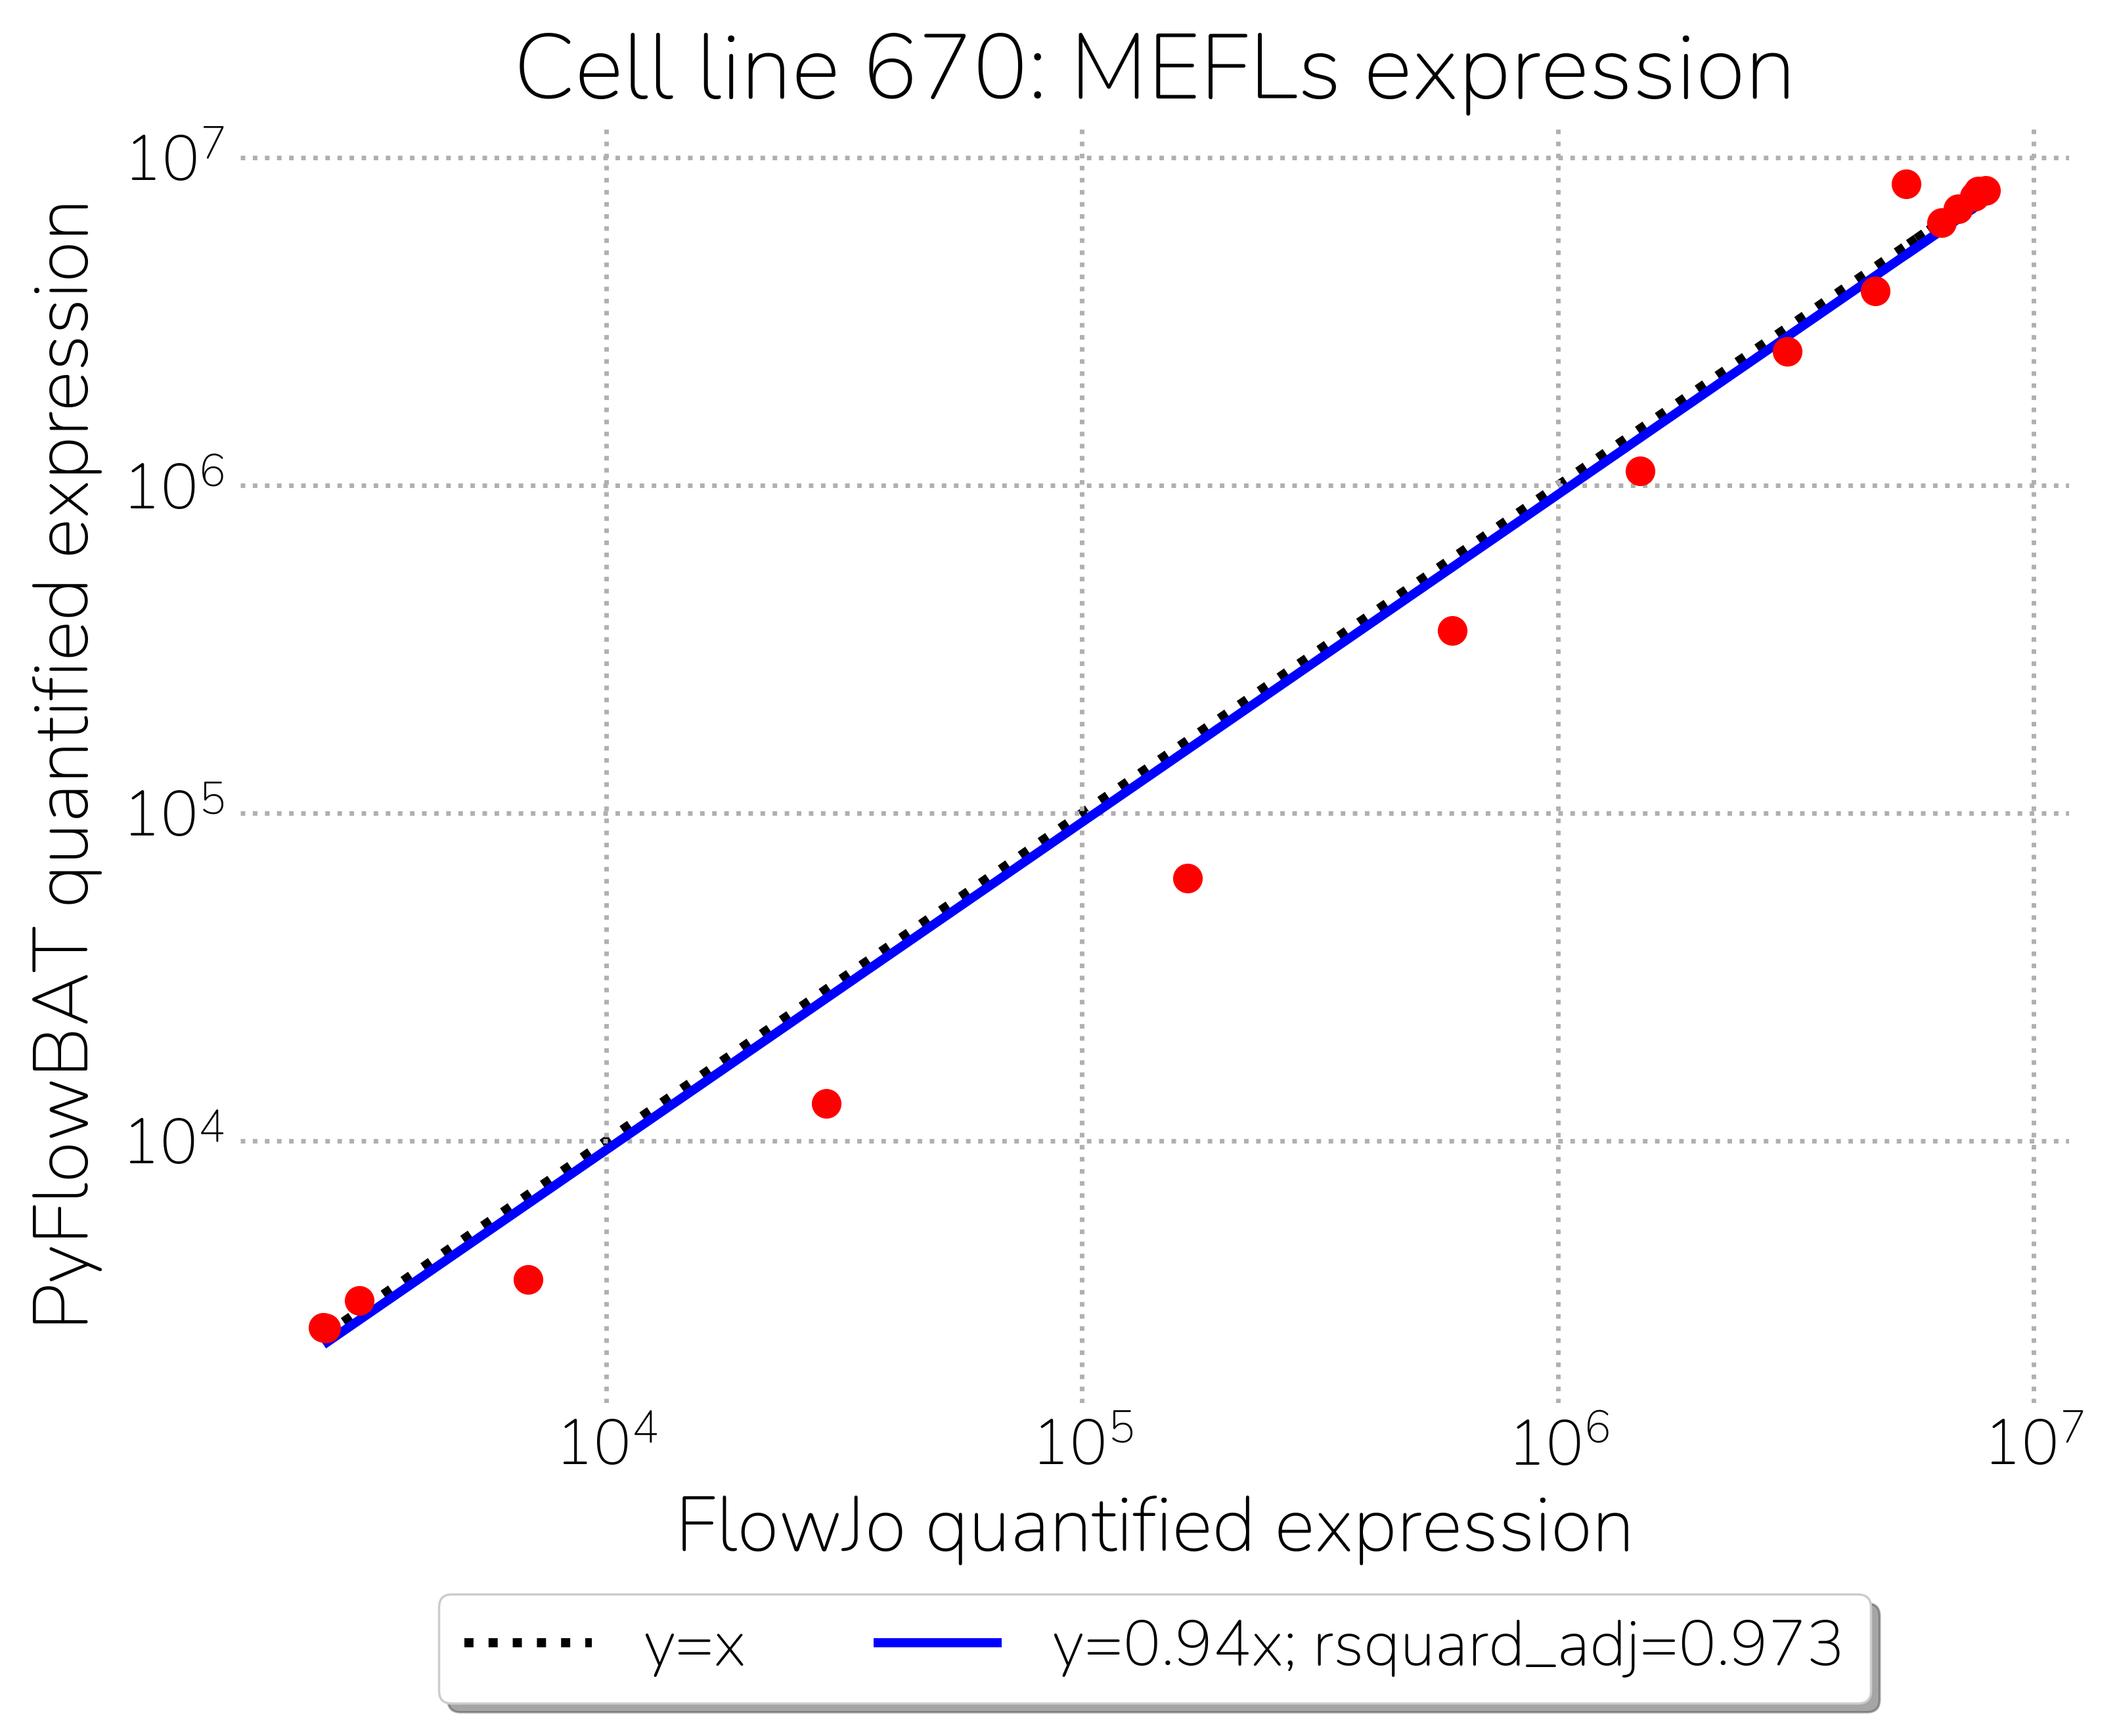 Cell line 670: MEFLs expression
PyFlowBAT quantified expression
10^7
10^6
10^5
10^4
10^4 10^5 10^6 10^7
FlowJo quantified expression
y=x y=0.94x; rsquard_adj=0.973